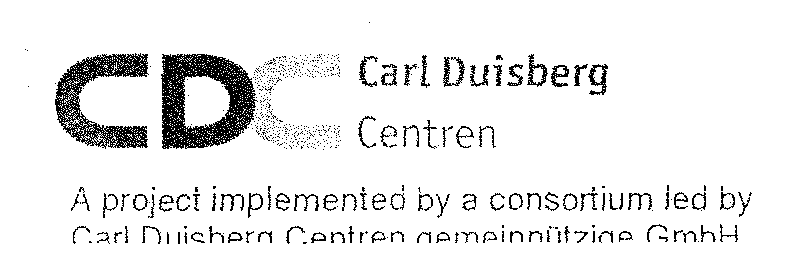 CDC Carl Duisberg
Centren
A project implemented by a consortium led by
Carl Duisberg Centren gemeinnützige GmbH